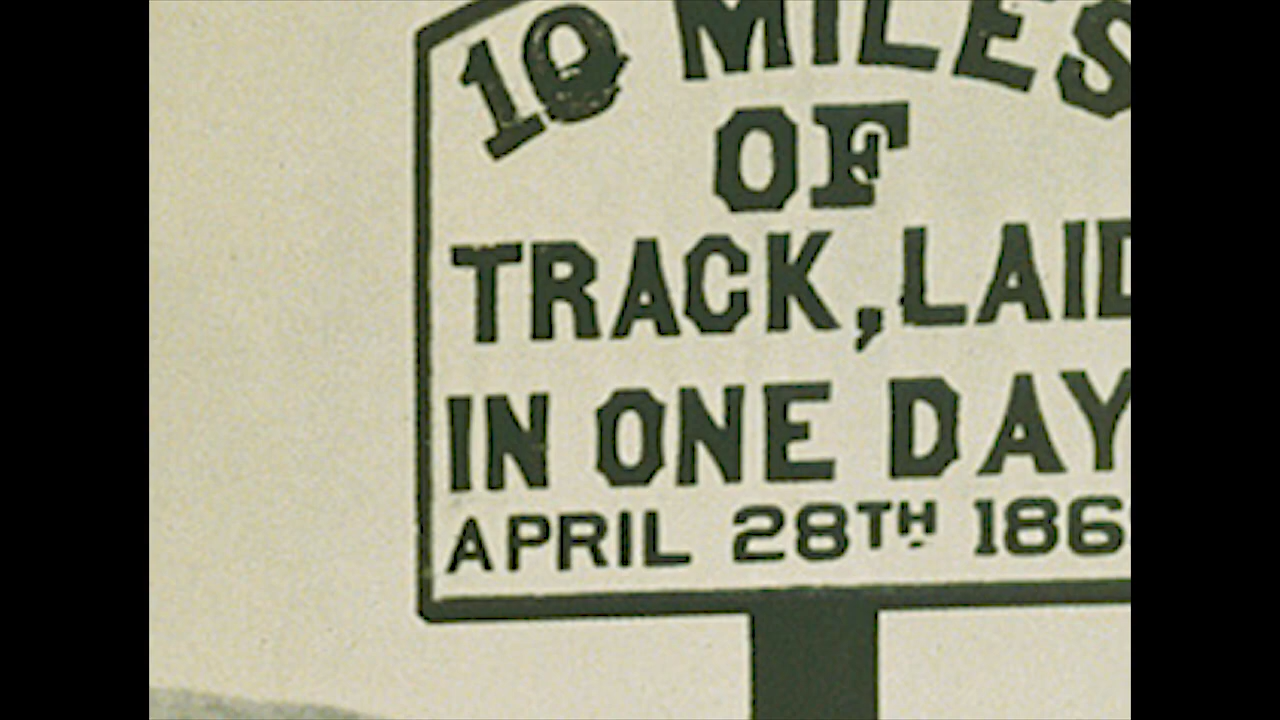 10 MILES
OF
TRACK, LAID
IN ONE DAY
APRIL 28TH 186